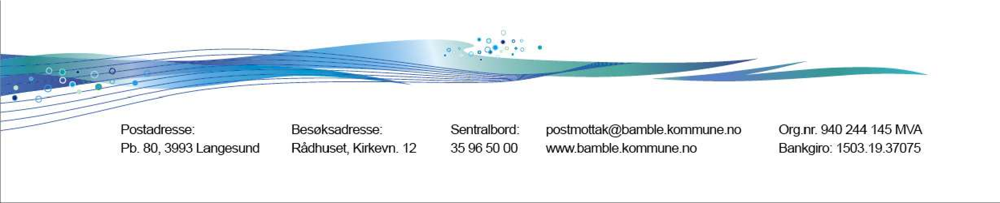 Postadresse:
Pb. 80, 3993 Langesund
Besøksadresse:
Rådhuset, Kirkevn. 12
Sentralbord:
35 96 50 00
postmottak@bamble.kommune.no
www.bamble.kommune.no
Org.nr. 940 244 145 MVA
Bankgiro: 1503.19.37075